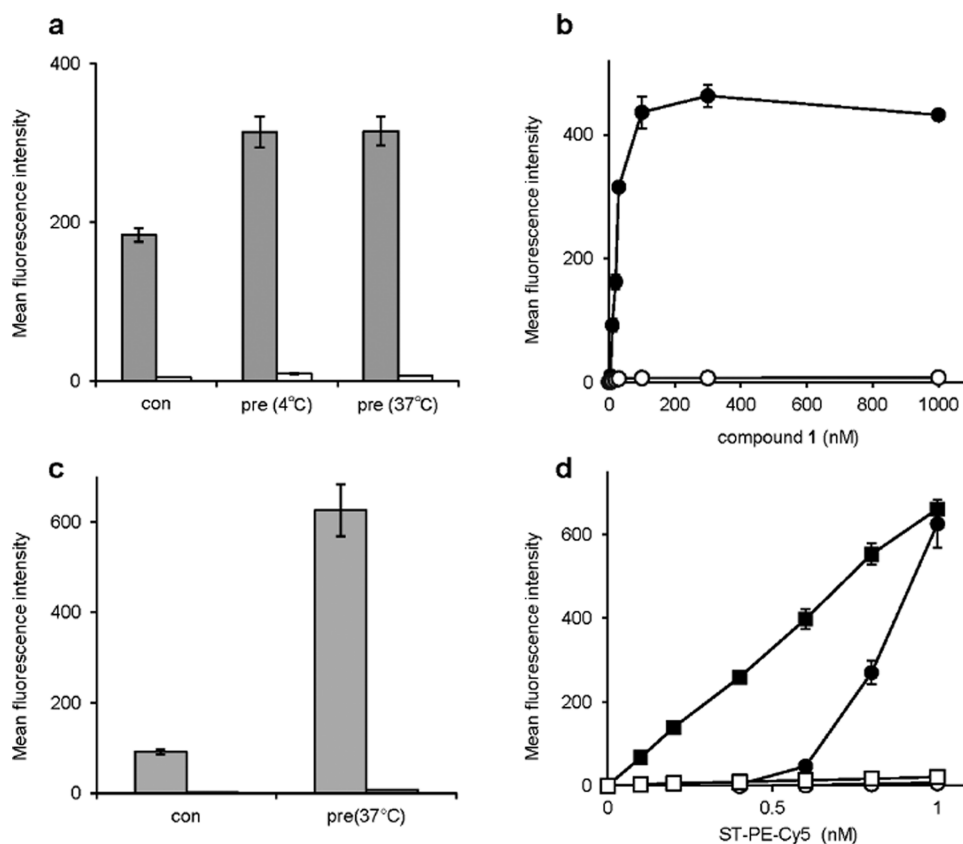 a
Mean fluorescence intensity
400
200
0
con pre (4°C) pre (37°C)
b
Mean fluorescence intensity
400
200
0
0 200 400 600 800 1000
compound 1 (nM)
c
Mean fluorescence intensity
600
400
200
0
con pre(37°C)
d
Mean fluorescence intensity
600
400
200
0
0 0.5 1
ST-PE-Cy5 (nM)